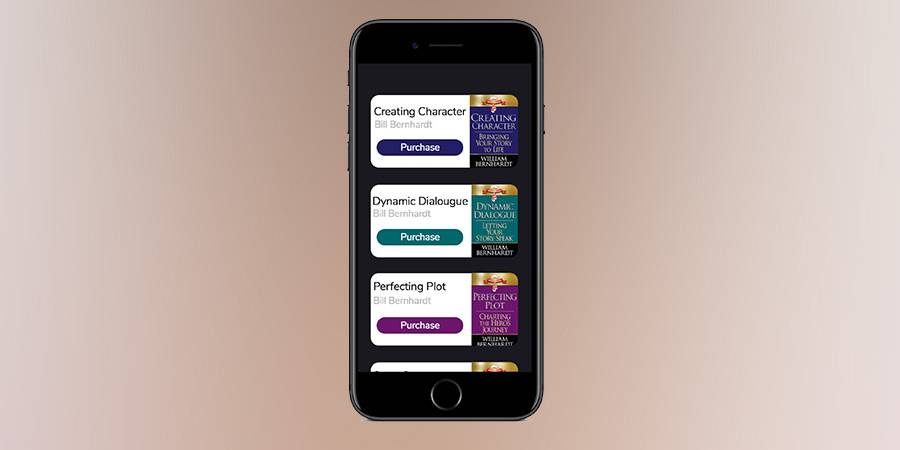 Creating Character
Bill Bernhardt
Purchase
CREATING
CHARACTER
BRINGING
YOUR STORY
TO LIFE
WILLIAM
BERNHARDT
Dynamic Dialougue
Bill Bernhardt
Purchase
DYNAMIC
DIALOGUE
LETTING
YOUR
STORY SPEAK
WILLIAM
BERNHARDT
Perfecting Plot
Bill Bernhardt
Purchase
PERFECTING
PLOT
CHARTING
THE HERO'S
JOURNEY
WILLIAM
BERNHARDT